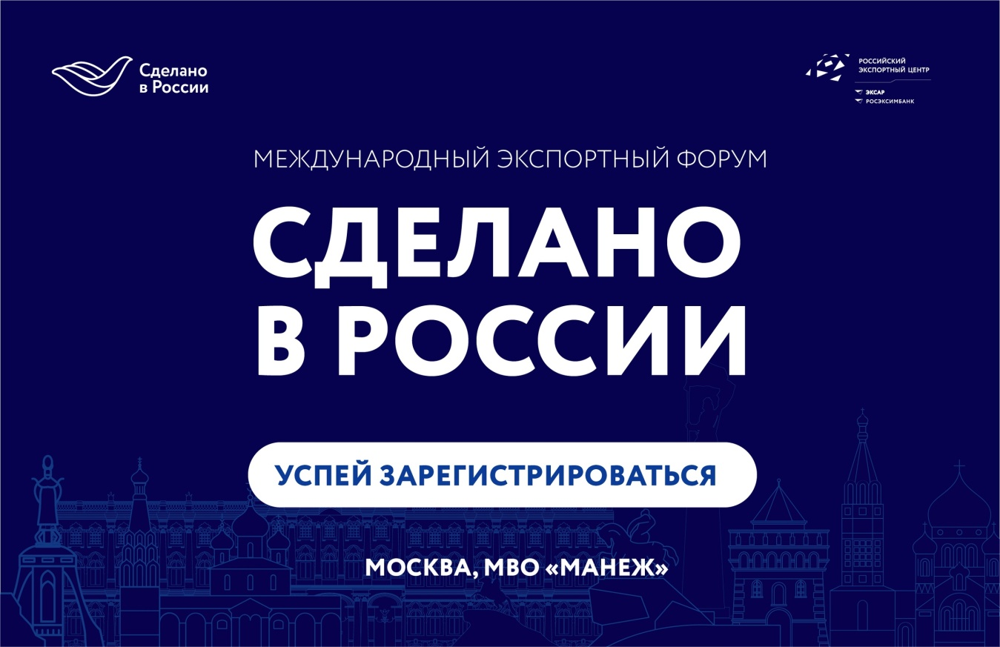 Сделано
в России
РОССИЙСКИЙ
ЭКСПОРТНЫЙ ЦЕНТР
ЭКСАР
РОСЭКСИМБАНК
МЕЖДУНАРОДНЫЙ ЭКСПОРТНЫЙ ФОРУМ
СДЕЛАНО
В РОССИИ
УСПЕЙ ЗАРЕГИСТРИРОВАТЬСЯ
МОСКВА, МВО «МАНЕЖ»